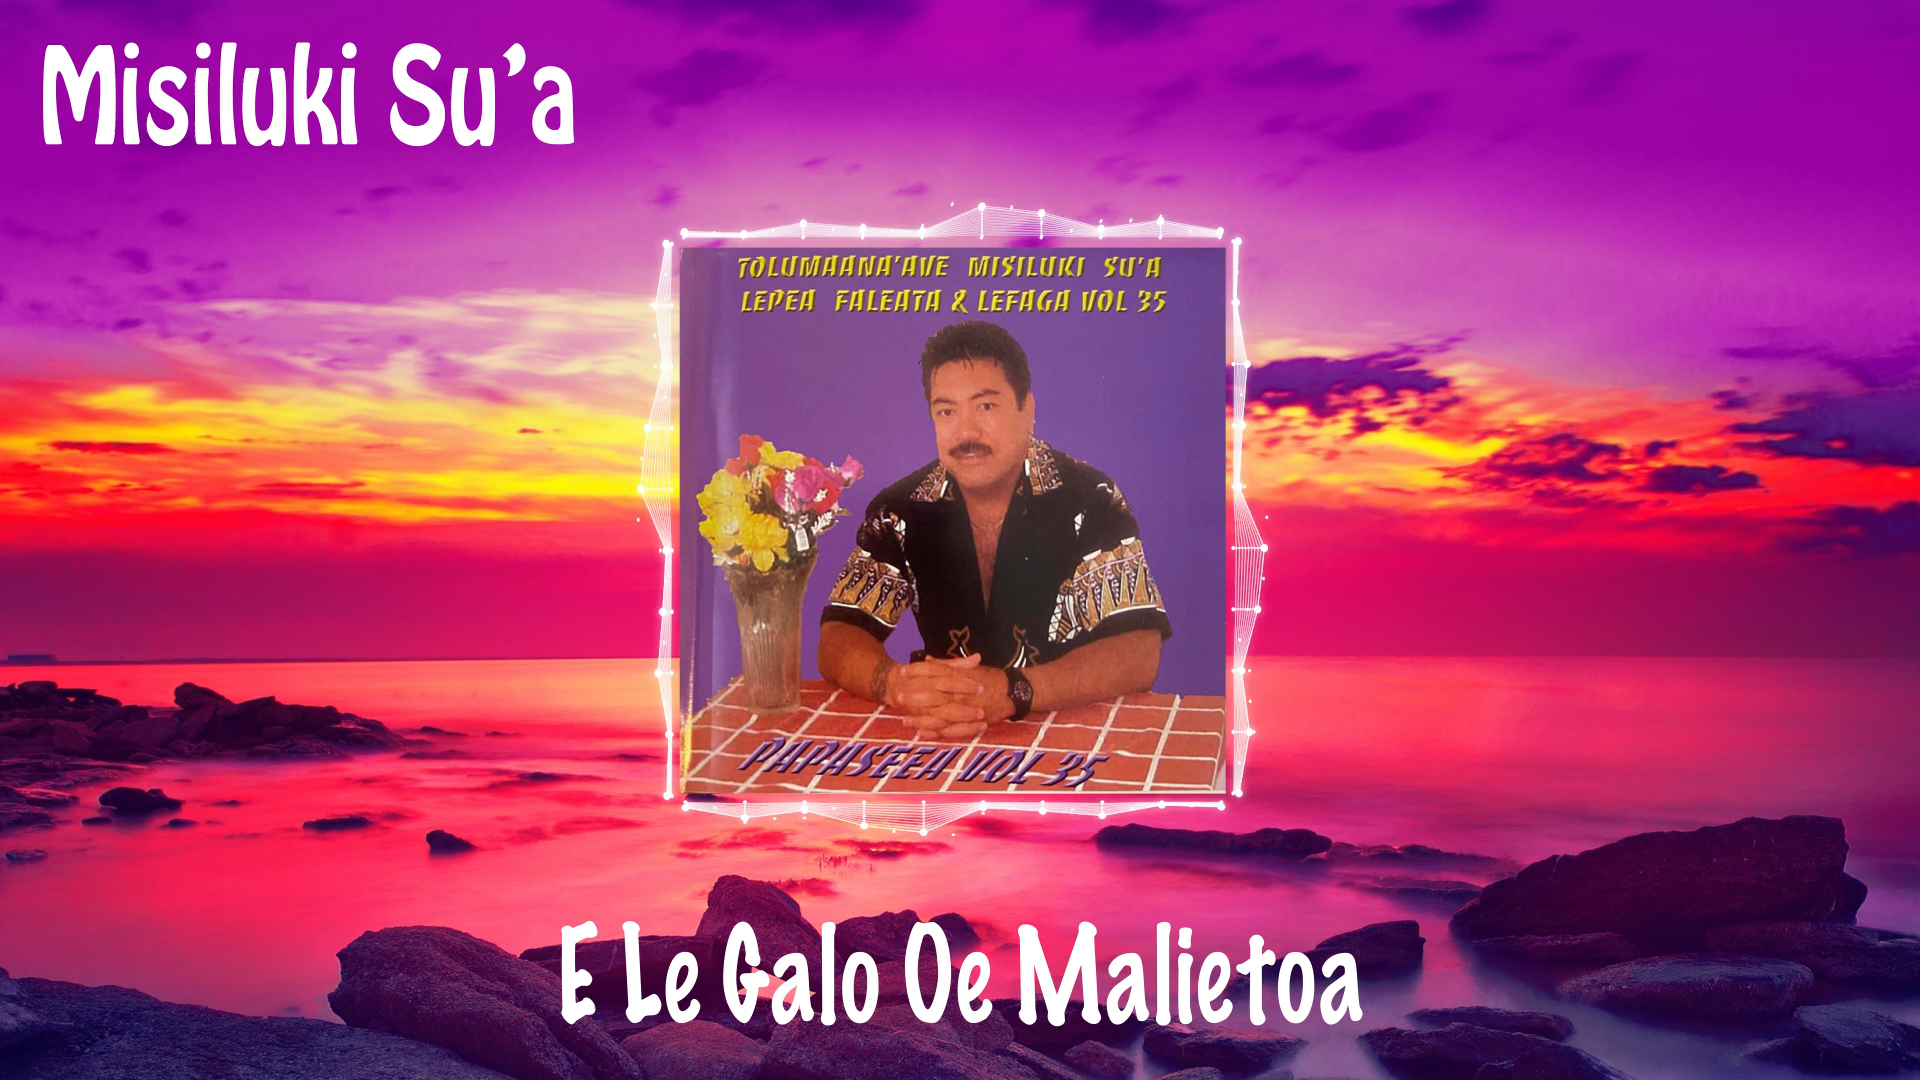 Misiluki Su’a
TOLUMAANA'AVE MISILUKI SU'A
LEPEA FALEATA & LEFAGA VOL 35
PAPASEEA VOL 35
E Le Galo Oe Malietoa